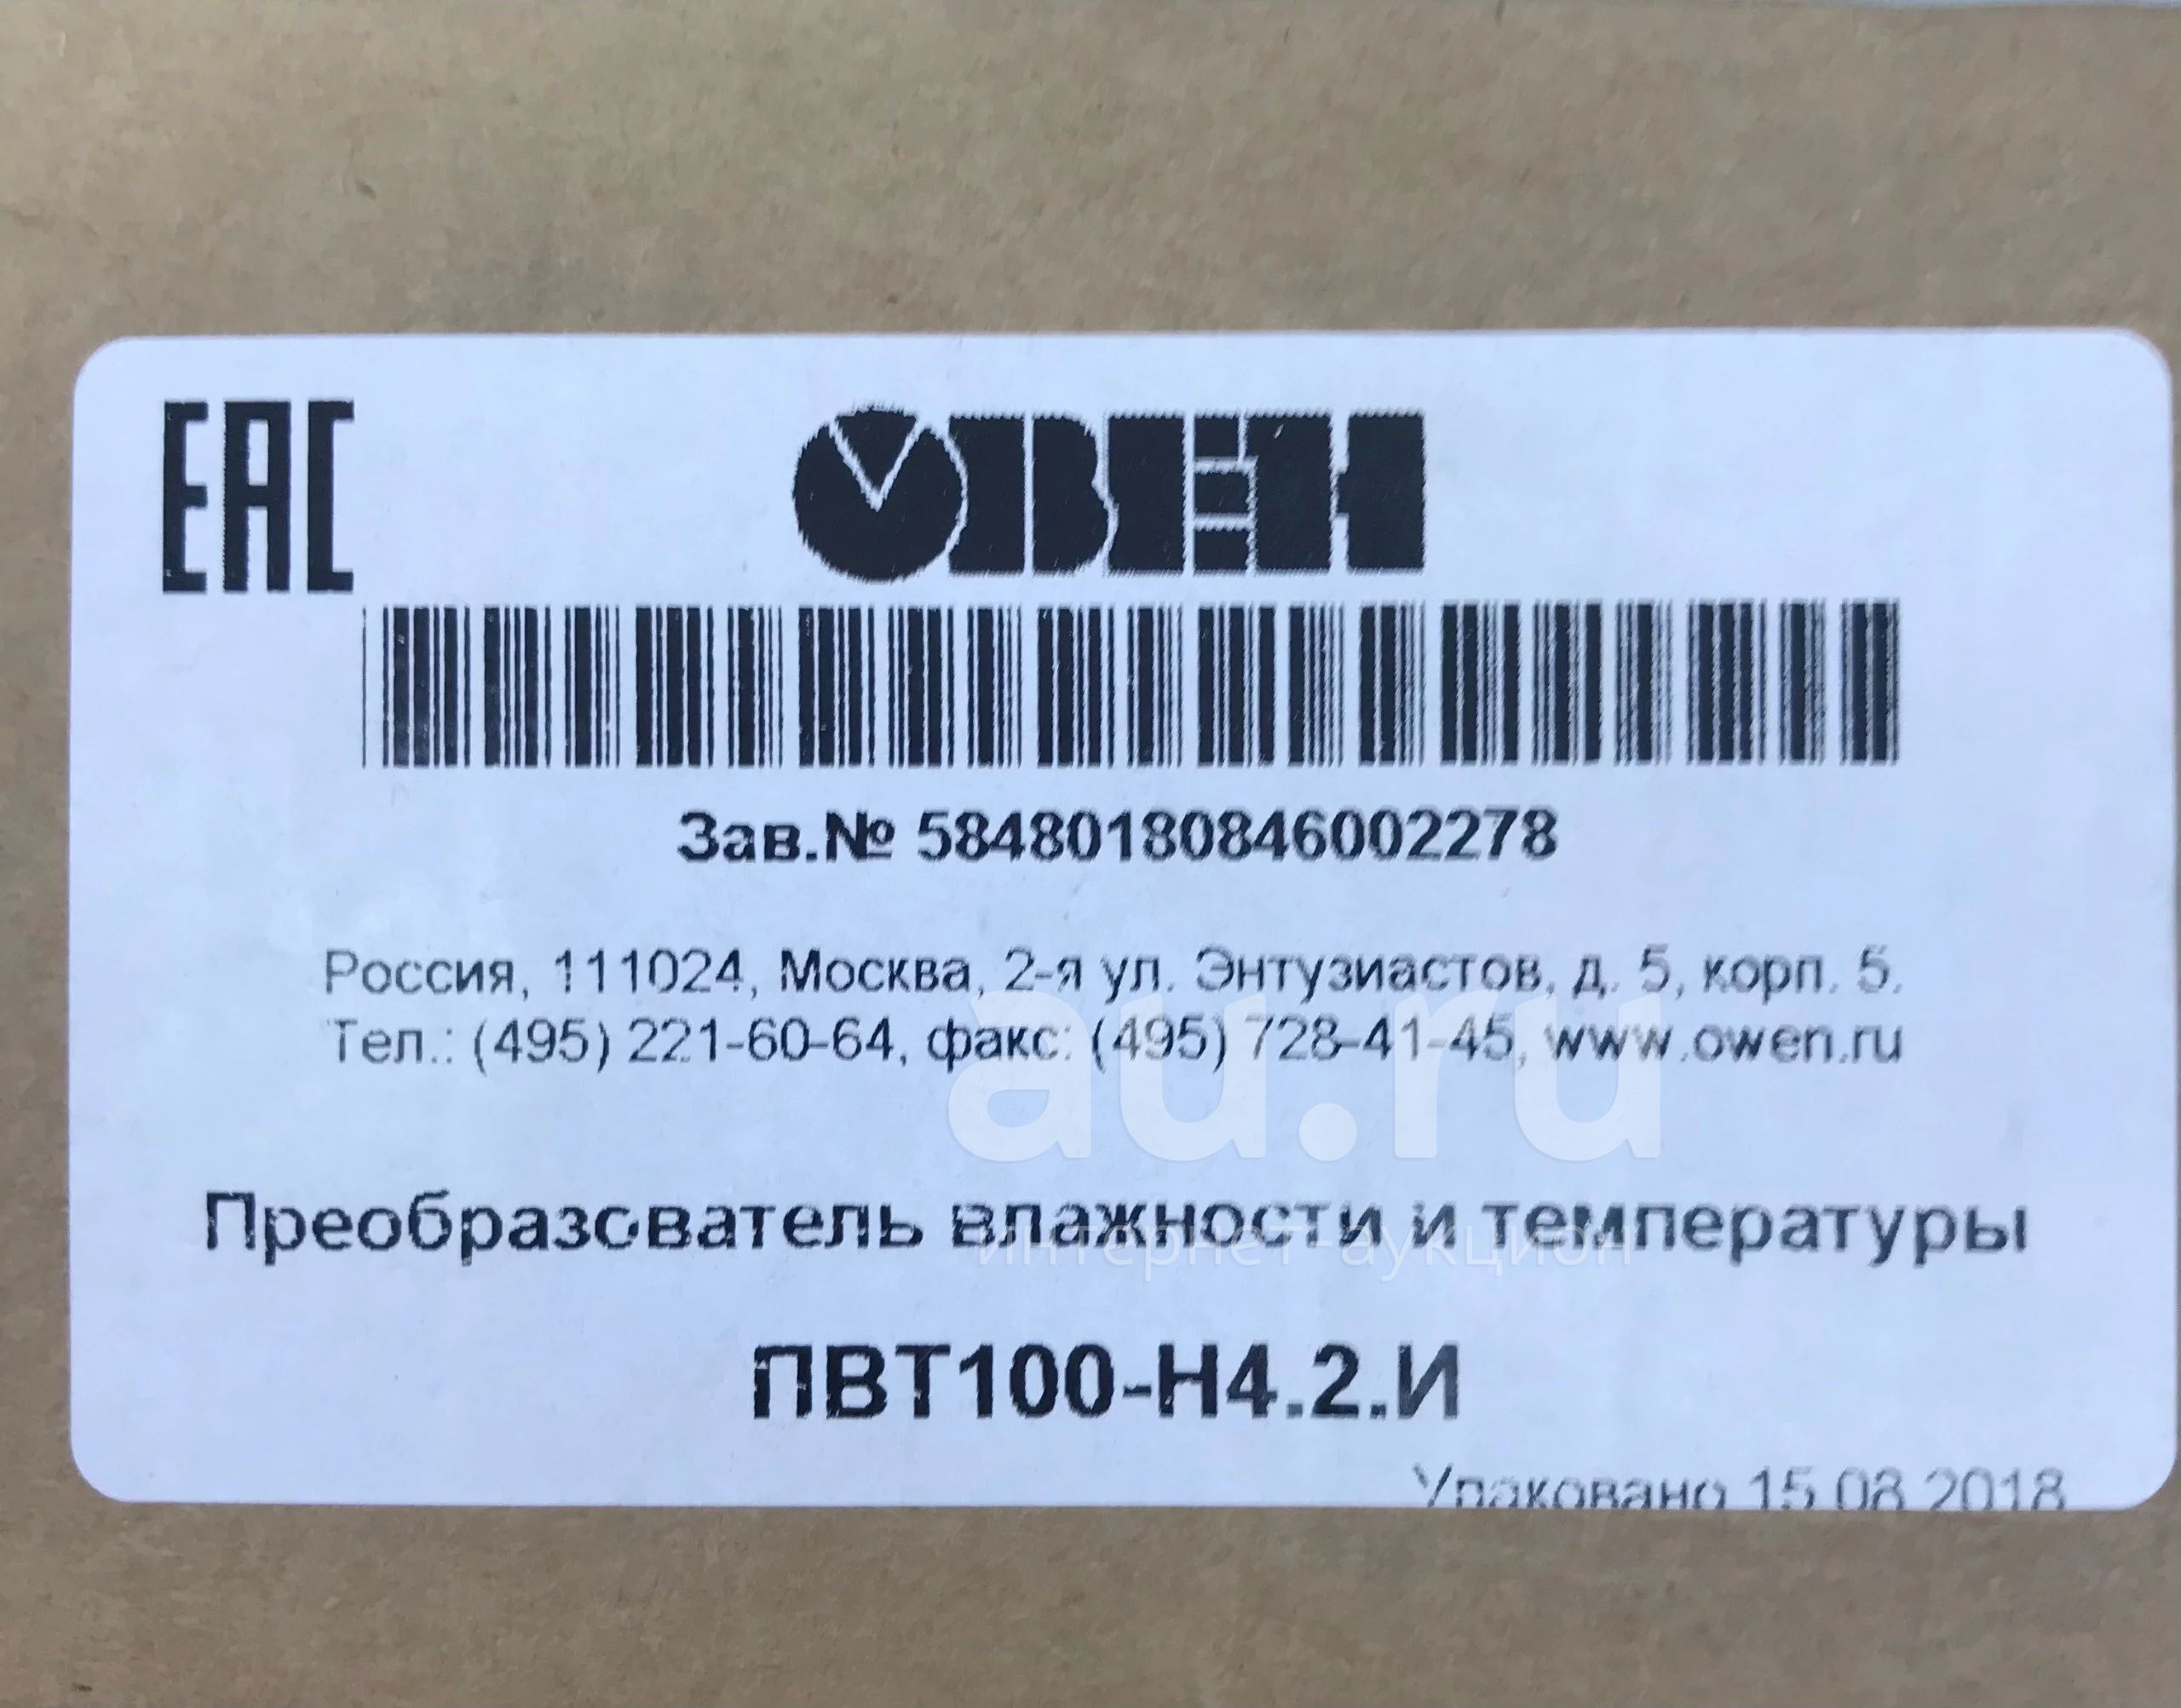 ЕАС
ОВЕН
Зав.№ 58480180846002278
Россия, 111024, Москва, 2-я ул. Энтузиастов, д. 5, корп. 5.
Тел.: (495) 221-60-64, факс: (495) 728-41-45, www.owen.ru
au.ru
Преобразователь влажности и температуры
интернет-аукцион
ПВТ100-Н4.2.И
Упаковано 15.08.2018